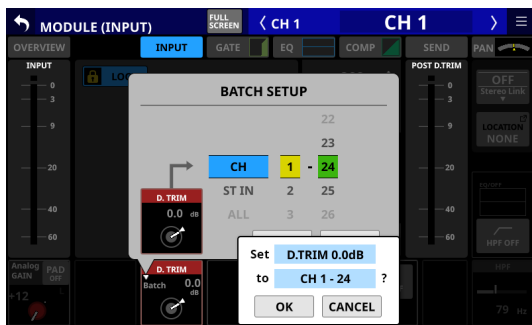 MODULE (INPUT)
FULL SCREEN
CH 1
CH 1
OVERVIEW
INPUT
GATE
EQ
COMP
SEND
PAN
INPUT
POST D.TRIM
0
3
9
20
40
60
0
3
9
20
40
60
OFF
Stereo Link
LOCATION
NONE
EQ/OFF
HPF OFF
BATCH SETUP
22
23
CH 1 - 24
ST IN 2 25
ALL 3 26
D. TRIM
0.0 dB
Set D.TRIM 0.0dB
to CH 1 - 24 ?
OK CANCEL
Analog
GAIN
PAD
OFF
+12
D. TRIM
Batch 0.0
dB
HPF
79 Hz